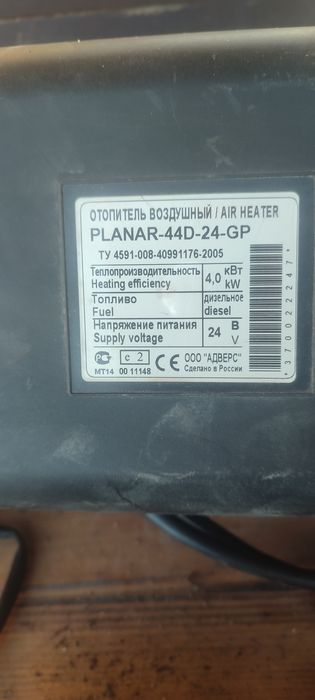 ОТОПИТЕЛЬ ВОЗДУШНЫЙ / AIR HEATER
PLANAR-44D-24-GP
ТУ 4591-008-40991176-2005
Теплопроизводительность 4,0 кВт
Heating efficiency kW
Топливо дизельное
Fuel diesel
Напряжение питания 24 В
Supply voltage V
с 2 CE ООО "АДВЕРС"
МТ14 00 11148 Сделано в России
*370022247*